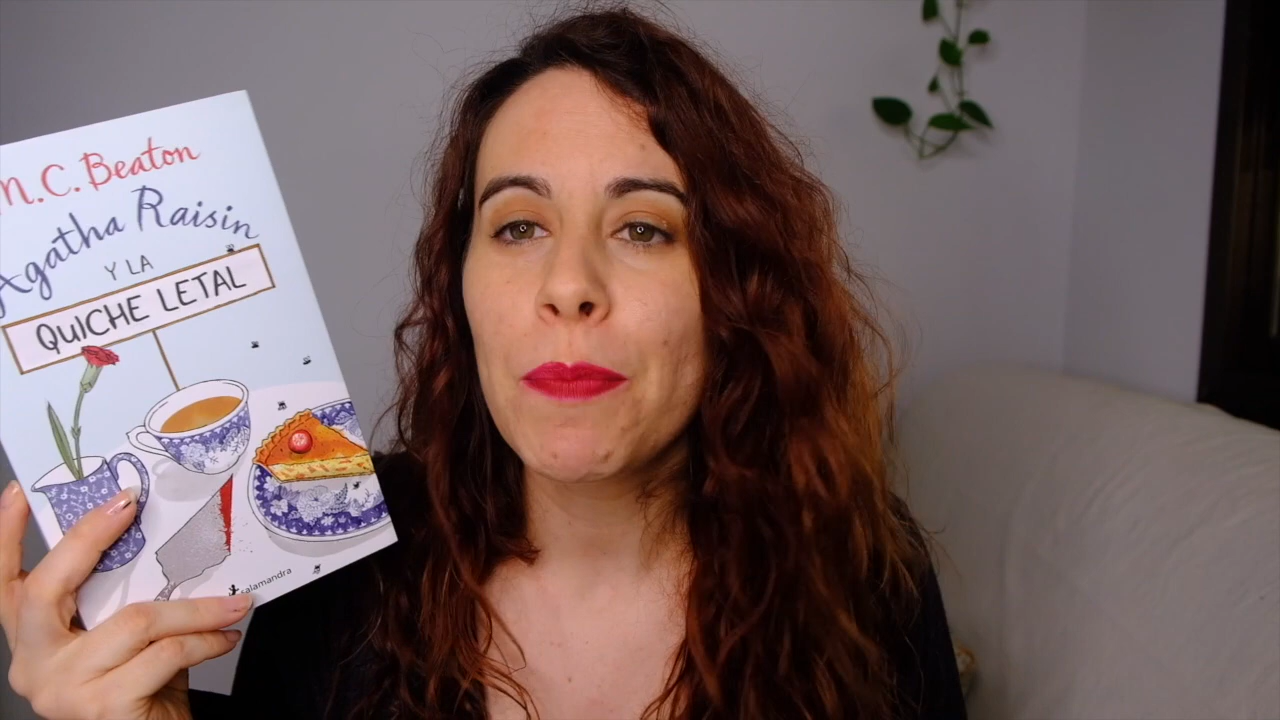 M. C. Beaton
Agatha Raisin
Y LA
QUICHE LETAL
salamandra